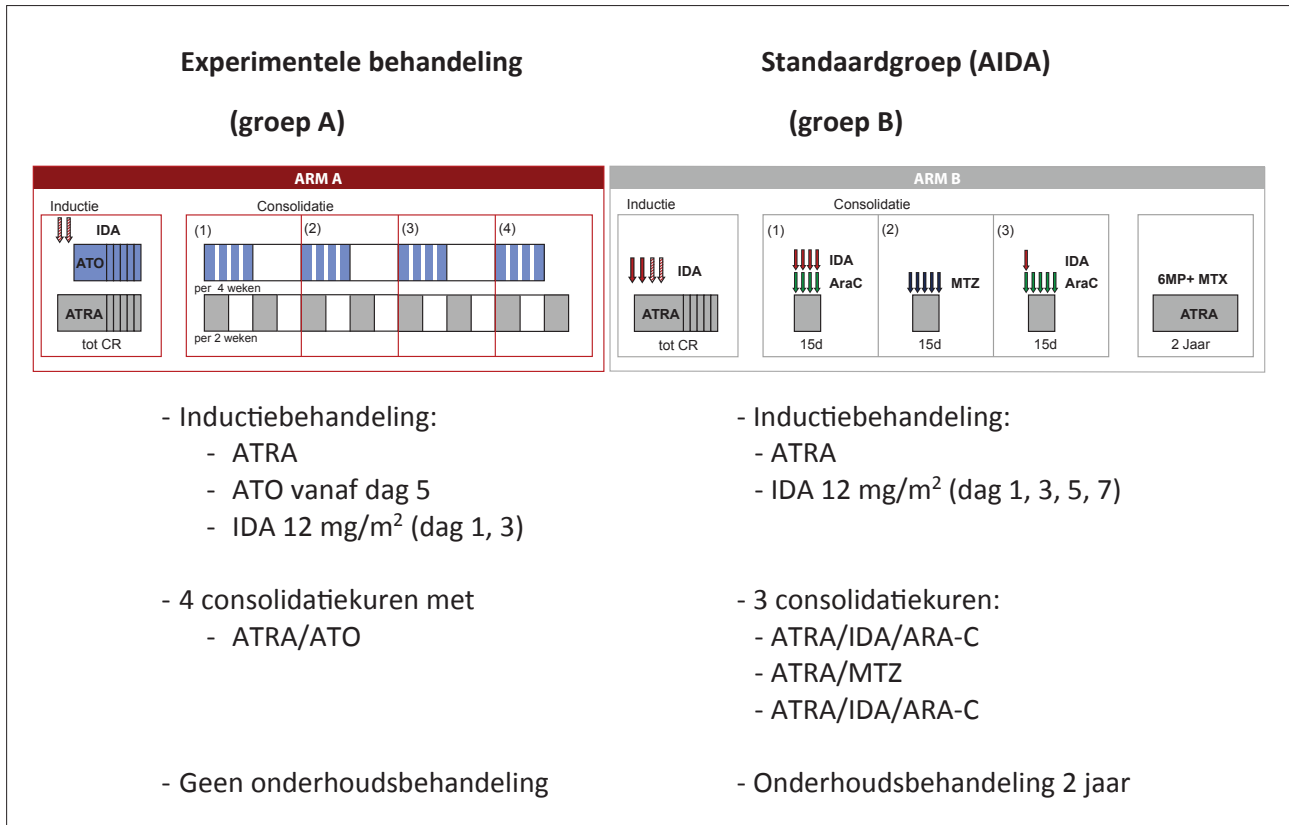 Experimentele behandeling
(groep A)
Standaardgroep (AIDA)
(groep B)
ARM A
Inductie
Consolidatie
IDA
ATO
ATRA
tot CR
(1)
(2)
(3)
(4)
per 4 weken
per 2 weken
ARM B
Inductie
Consolidatie
IDA
ATRA
tot CR
(1)
IDA
AraC
15d
(2)
MTZ
15d
(3)
IDA
AraC
15d
6MP+ MTX
ATRA
2 Jaar
- Inductiebehandeling:
- ATRA
- ATO vanaf dag 5
- IDA 12 mg/m² (dag 1, 3)
- 4 consolidatiekuren met
- ATRA/ATO
- Geen onderhoudsbehandeling
- Inductiebehandeling:
- ATRA
- IDA 12 mg/m² (dag 1, 3, 5, 7)
- 3 consolidatiekuren:
- ATRA/IDA/ARA-C
- ATRA/MTZ
- ATRA/IDA/ARA-C
- Onderhoudsbehandeling 2 jaar